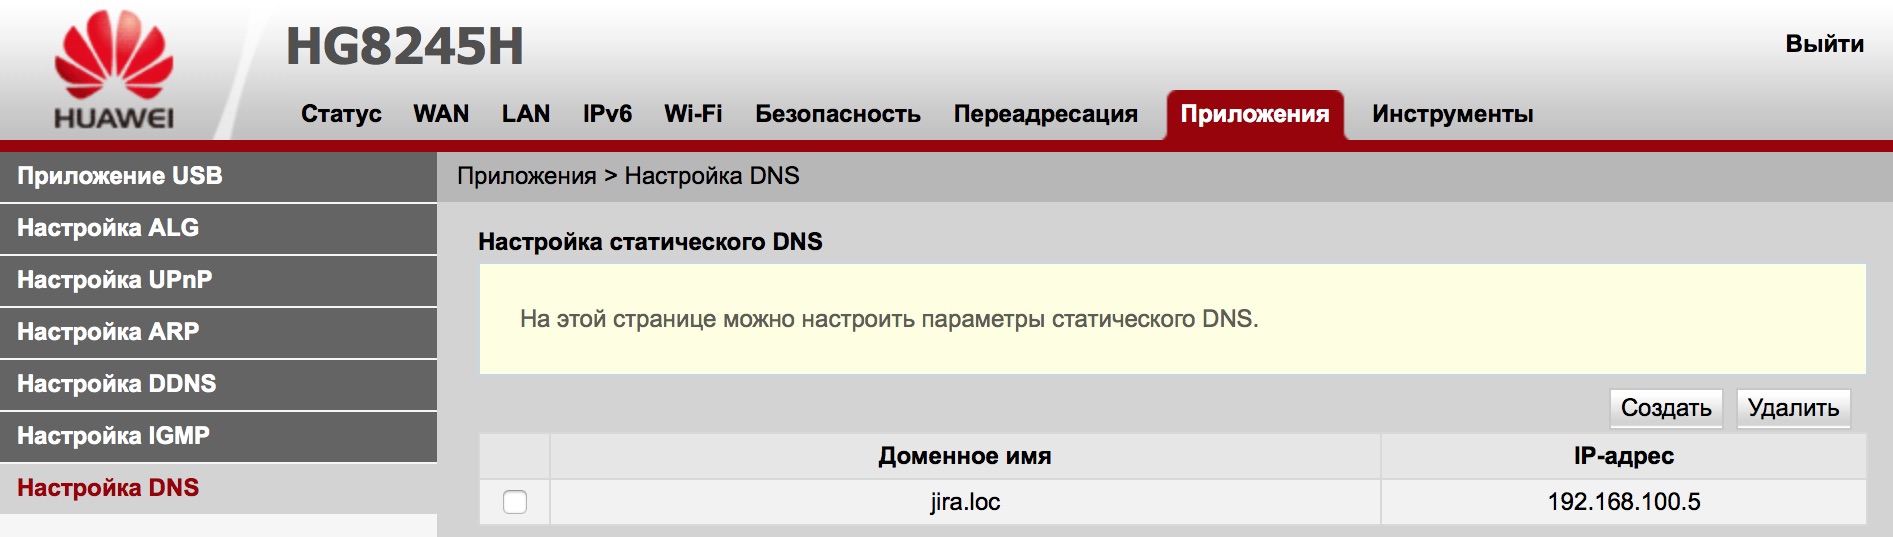 HUAWEI
HG8245H
Выйти
Статус WAN LAN IPv6 Wi-Fi Безопасность Переадресация Приложения Инструменты
Приложение USB
Настройка ALG
Настройка UPnP
Настройка ARP
Настройка DDNS
Настройка IGMP
Настройка DNS
Приложения > Настройка DNS
Настройка статического DNS
На этой странице можно настроить параметры статического DNS.
Создать Удалить
Доменное имя IP-адрес
jira.loc 192.168.100.5